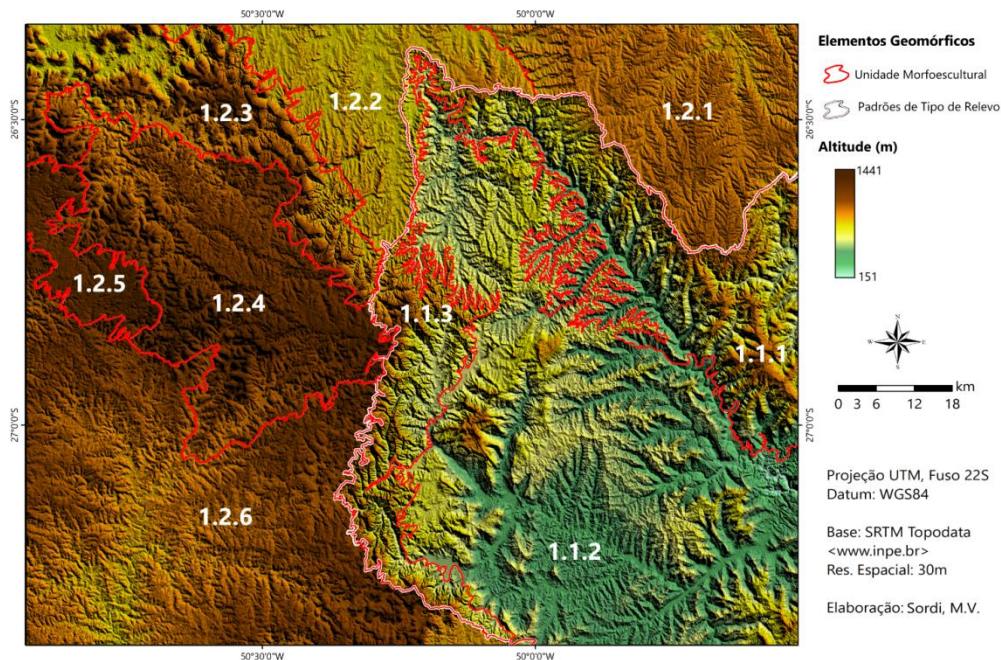 50°30'0"W
50°0'0"W
26°30'0"S
27°0'0"S
1.2.3
1.2.2
1.2.1
1.2.5
1.2.4
1.1.3
1.1.1
1.2.6
1.1.2
26°30'0"S
27°0'0"S
50°30'0"W
50°0'0"W
Elementos Geomórficos
Unidade Morfoescultural
Padrões de Tipo de Relevo
Altitude (m)
1441
151
N
W
E
S
km
0 3 6 12 18
Projeção UTM, Fuso 22S
Datum: WGS84
Base: SRTM Topodata
<www.inpe.br>
Res. Espacial: 30m
Elaboração: Sordi, M.V.